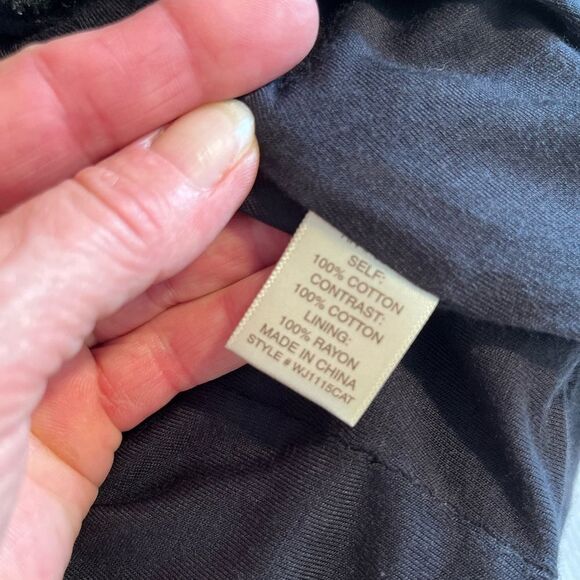 SELF:
100% COTTON
CONTRAST:
100% COTTON
LINING:
100% RAYON
MADE IN CHINA
STYLE # WJ1115CAT